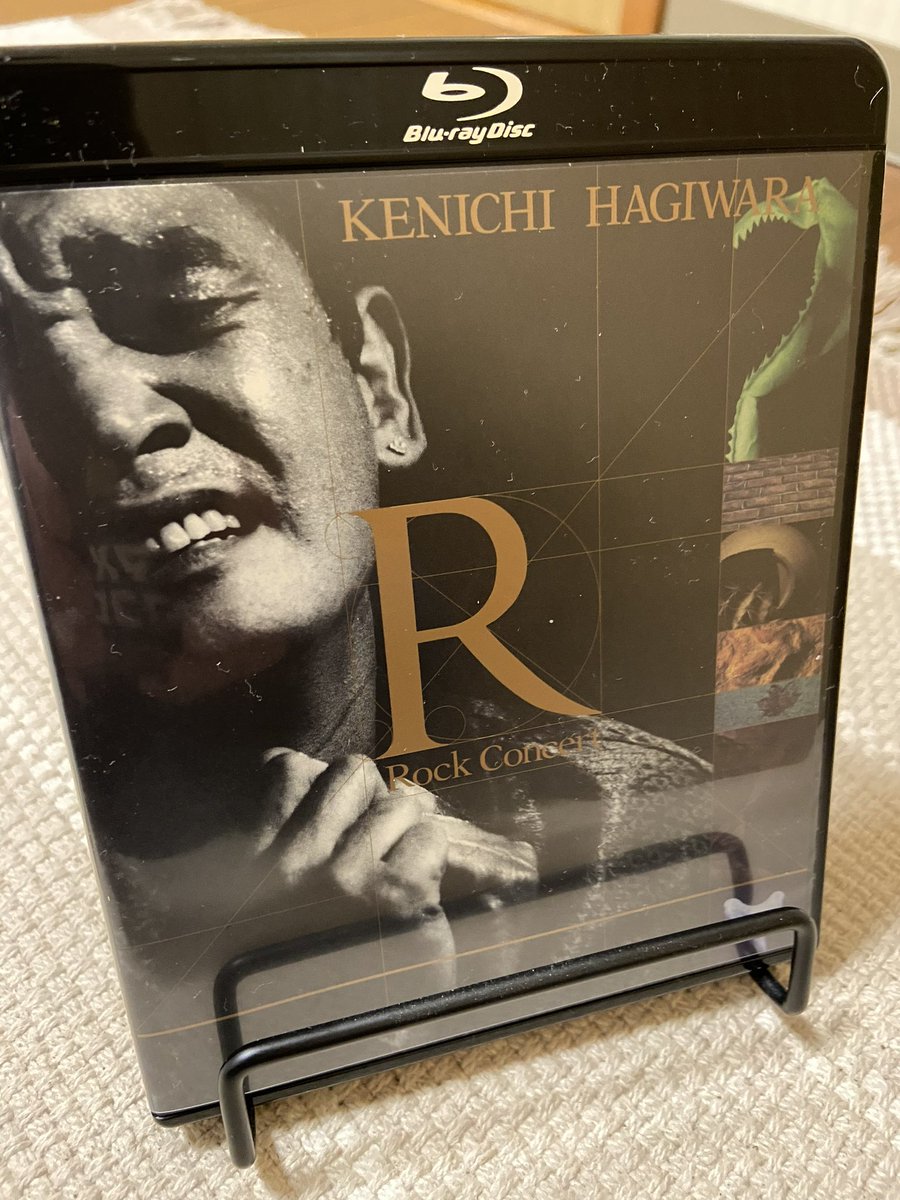 Blu-ray Disc
KENICHI HAGIWARA
R
Rock Concert